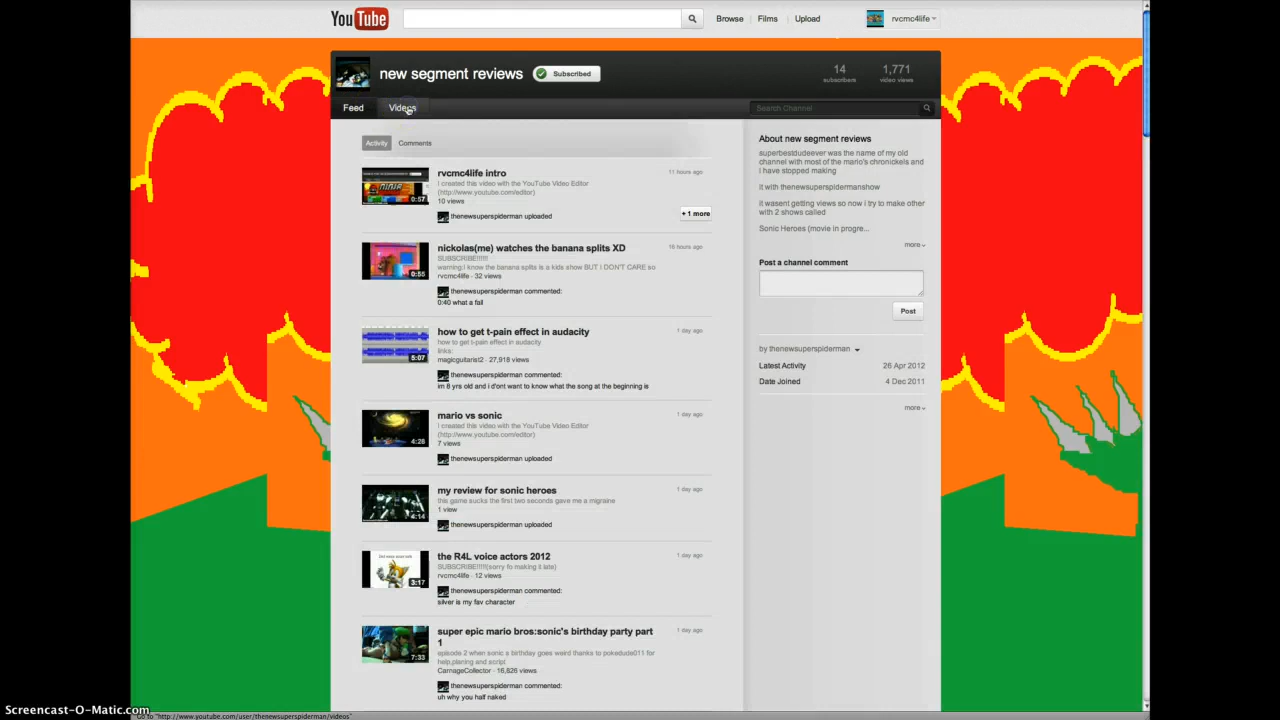 YouTube
Browse
Films
Upload
rvcmc4life
new segment reviews
Subscribed
14
subscribers
1,771
video views
Feed
Videos
Search Channel
Activity
Comments
rvcmc4life intro
11 hours ago
I created this video with the YouTube Video Editor
(http://www.youtube.com/editor)
10 views
0:57
thenewsuperspiderman uploaded
+ 1 more
nickolas(me) watches the banana splits XD
16 hours ago
SUBSCRIBE!!!!!!
warning:I know the banana splits is a kids show BUT I DON'T CARE so
rvcmc4life - 32 views
0:55
thenewsuperspiderman commented:
0:40 what a fall
how to get t-pain effect in audacity
1 day ago
how to get t-pain effect in audacity
links:
magicguitarist2 - 27,918 views
5:07
thenewsuperspiderman commented:
im 8 yrs old and i d'ont want to know what the song at the beginning is
mario vs sonic
1 day ago
I created this video with the YouTube Video Editor
(http://www.youtube.com/editor)
7 views
4:26
thenewsuperspiderman uploaded
my review for sonic heroes
1 day ago
this game sucks the first two seconds gave me a migraine
1 view
4:14
thenewsuperspiderman uploaded
the R4L voice actors 2012
1 day ago
SUBSCRIBE!!!!!(sorry fo making it late)
rvcmc4life - 12 views
3:17
thenewsuperspiderman commented:
silver is my fav character
super epic mario bros:sonic's birthday party part
1
1 day ago
episode 2 when sonic s birthday goes weird thanks to pokedude011 for
help,planing and script
CarnageCollector - 16,826 views
7:33
thenewsuperspiderman commented:
uh why you half naked
About new segment reviews
superbestdudeever was the name of my old
channel with most of the mario's chronickels and
I have stopped making
it with thenewsuperspidermanshow
it wasent getting views so now i try to make other
with 2 shows called
Sonic Heroes (movie in progre...
more
Post a channel comment
Post
by thenewsuperspiderman
Latest Activity
26 Apr 2012
Date Joined
4 Dec 2011
more
Screencast-O-Matic.com
Go to "http://www.youtube.com/user/thenewsuperspiderman/videos"